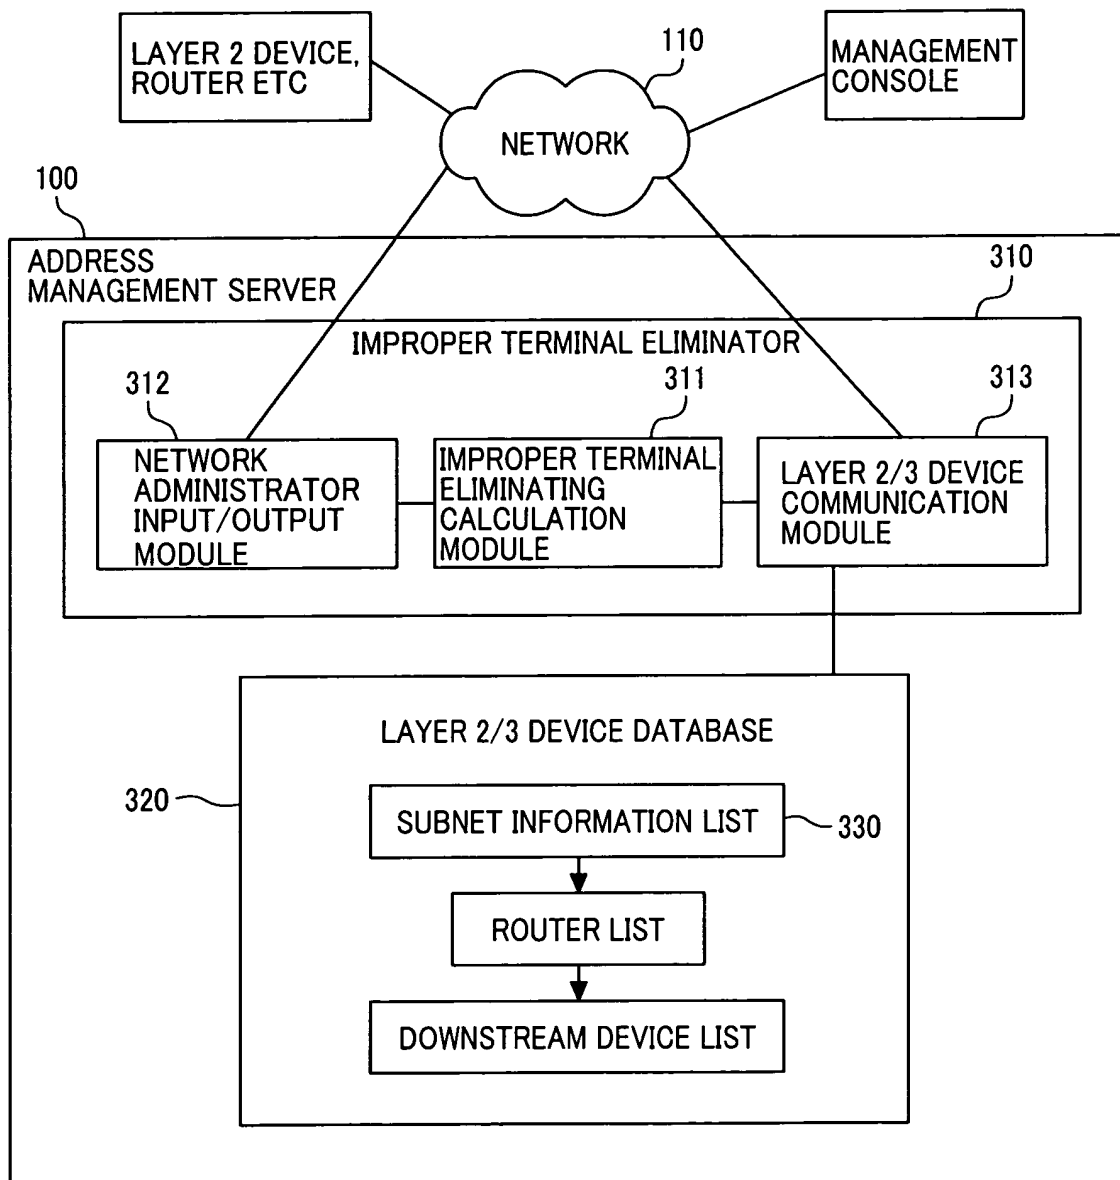 LAYER 2 DEVICE,
ROUTER ETC
110
MANAGEMENT
CONSOLE
NETWORK
100
ADDRESS
MANAGEMENT SERVER
310
IMPROPER TERMINAL ELIMINATOR
312
311
313
NETWORK
ADMINISTRATOR
INPUT/OUTPUT
MODULE
IMPROPER TERMINAL
ELIMINATING
CALCULATION
MODULE
LAYER 2/3 DEVICE
COMMUNICATION
MODULE
LAYER 2/3 DEVICE DATABASE
320
SUBNET INFORMATION LIST
330
ROUTER LIST
DOWNSTREAM DEVICE LIST